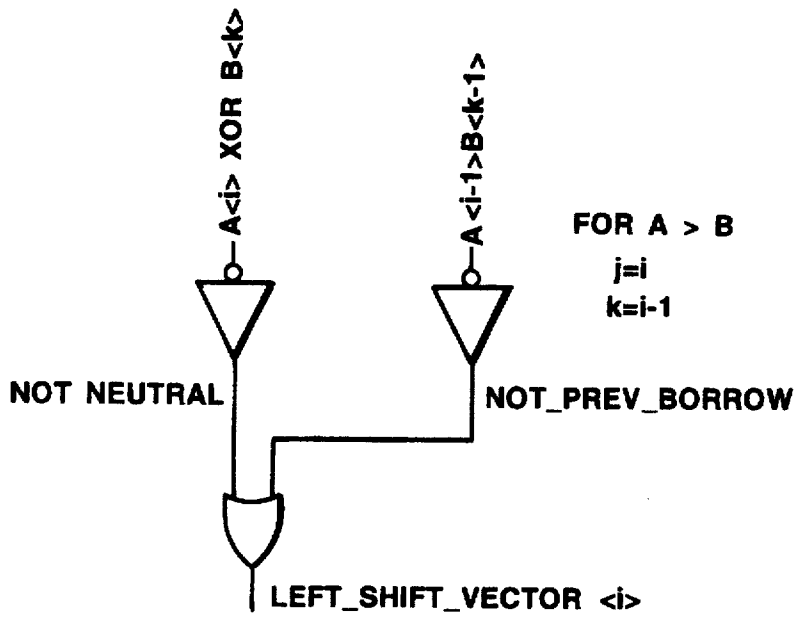 A<i> XOR B<k>
A<i-1>B<k-1>
FOR A > B
j=i
k=i-1
NOT NEUTRAL
NOT_PREV_BORROW
LEFT_SHIFT_VECTOR <i>